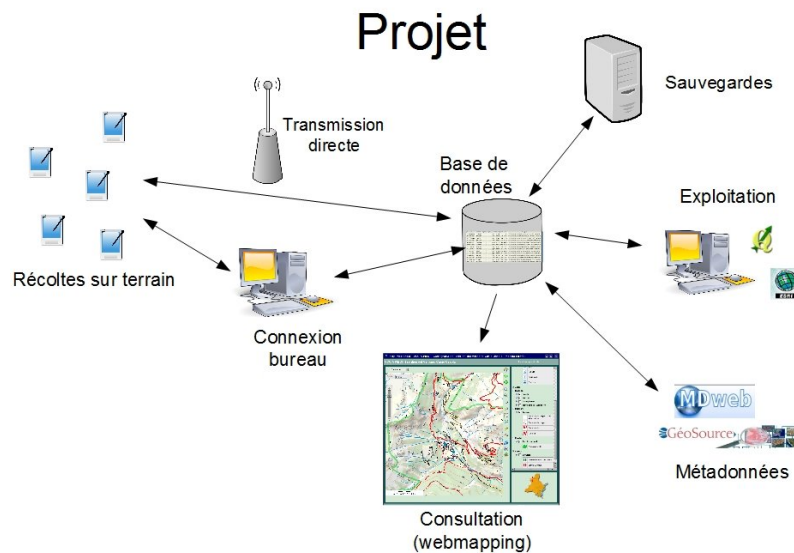 Projet
Sauvegardes
Transmission
directe
Base de
données
Exploitation
Récoltes sur terrain
Connexion
bureau
MDweb
GéoSource
Métadonnées
Consultation
(webmapping)